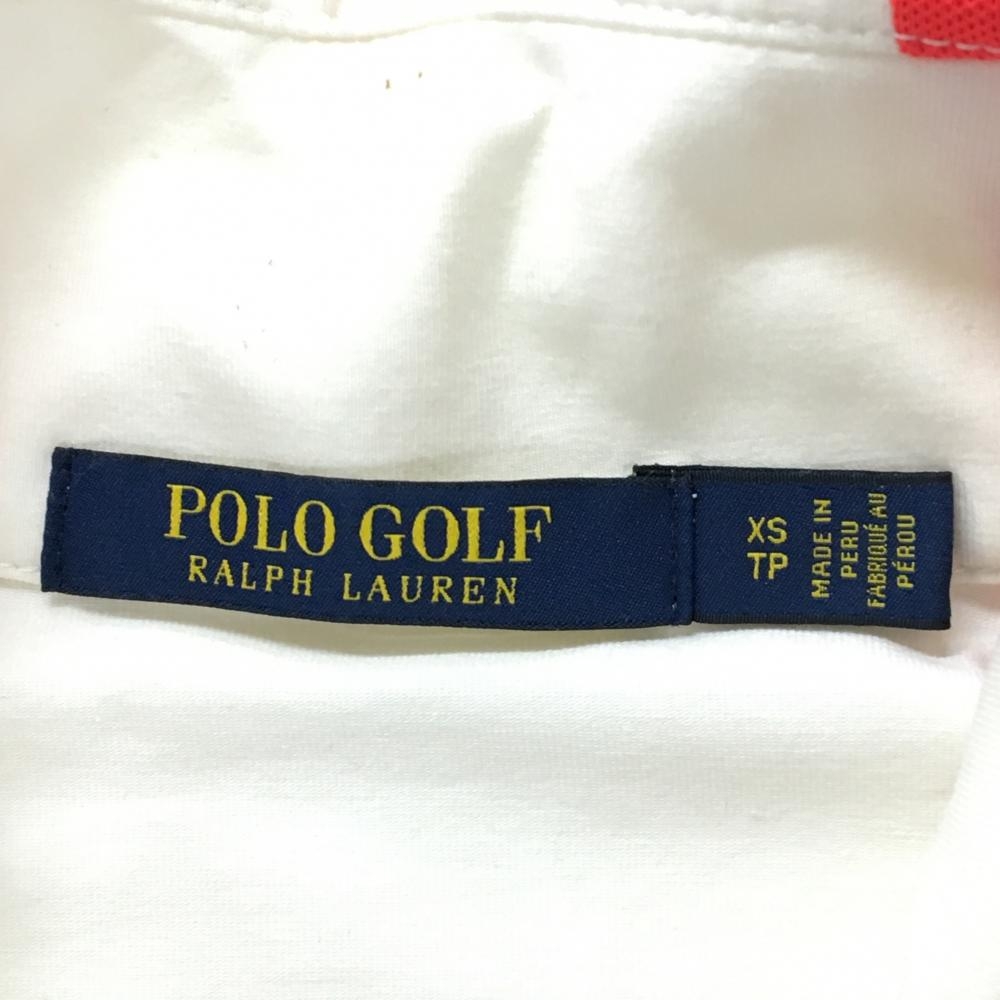 POLO GOLF
RALPH LAUREN
XS
TP
MADE IN
PERU
FABRIQUÉ AU
PÉROU